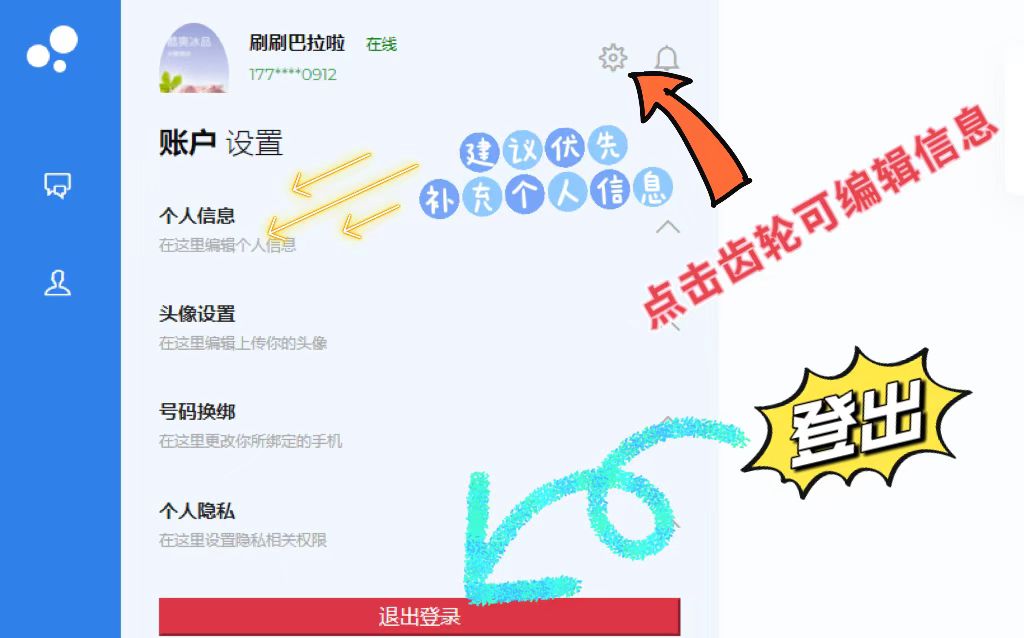 酷爽冰品
刷刷巴拉啦 在线
177****0912
账户 设置
建议伏先
补充个人信息
点击齿轮可编辑信息
个人信息
在这里编辑个人信息
头像设置
在这里编辑上传你的头像
登出
号码换绑
在这里更改你所绑定的手机
个人隐私
在这里设置隐私相关权限
退出登录